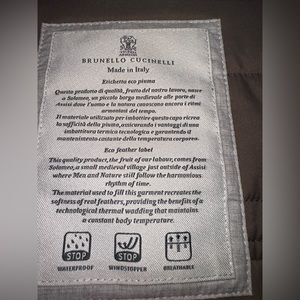 BRUNELLO CUCINELLI
Made in Italy
Etichetta eco piuma
Questo prodotto di qualità, frutto del nostro lavoro, nasce
a Solomeo, un piccolo borgo medievale alle porte di
Assisi dove l'uomo e la natura conoscono ancora i ritmi
armoniosi del tempo.
Il materiale utilizzato per imbottire questo capo ricrea
la sofficità della piuma, assicurando i vantaggi di una
imbottitura termica tecnologica e garantendo il
mantenimento costante della temperatura corporea.
Eco feather label
This quality product, the fruit of our labour, comes from
Solomeo, a small medieval village just outside of Assisi
where Men and Nature still follow the harmonious
rhythm of time.
The material used to fill this garment recreates the
softness of real feathers, providing the benefits of a
technological thermal wadding that maintains
a constant body temperature.
STOP STOP
WATERPROOF WINDSTOPPER BREATHABLE